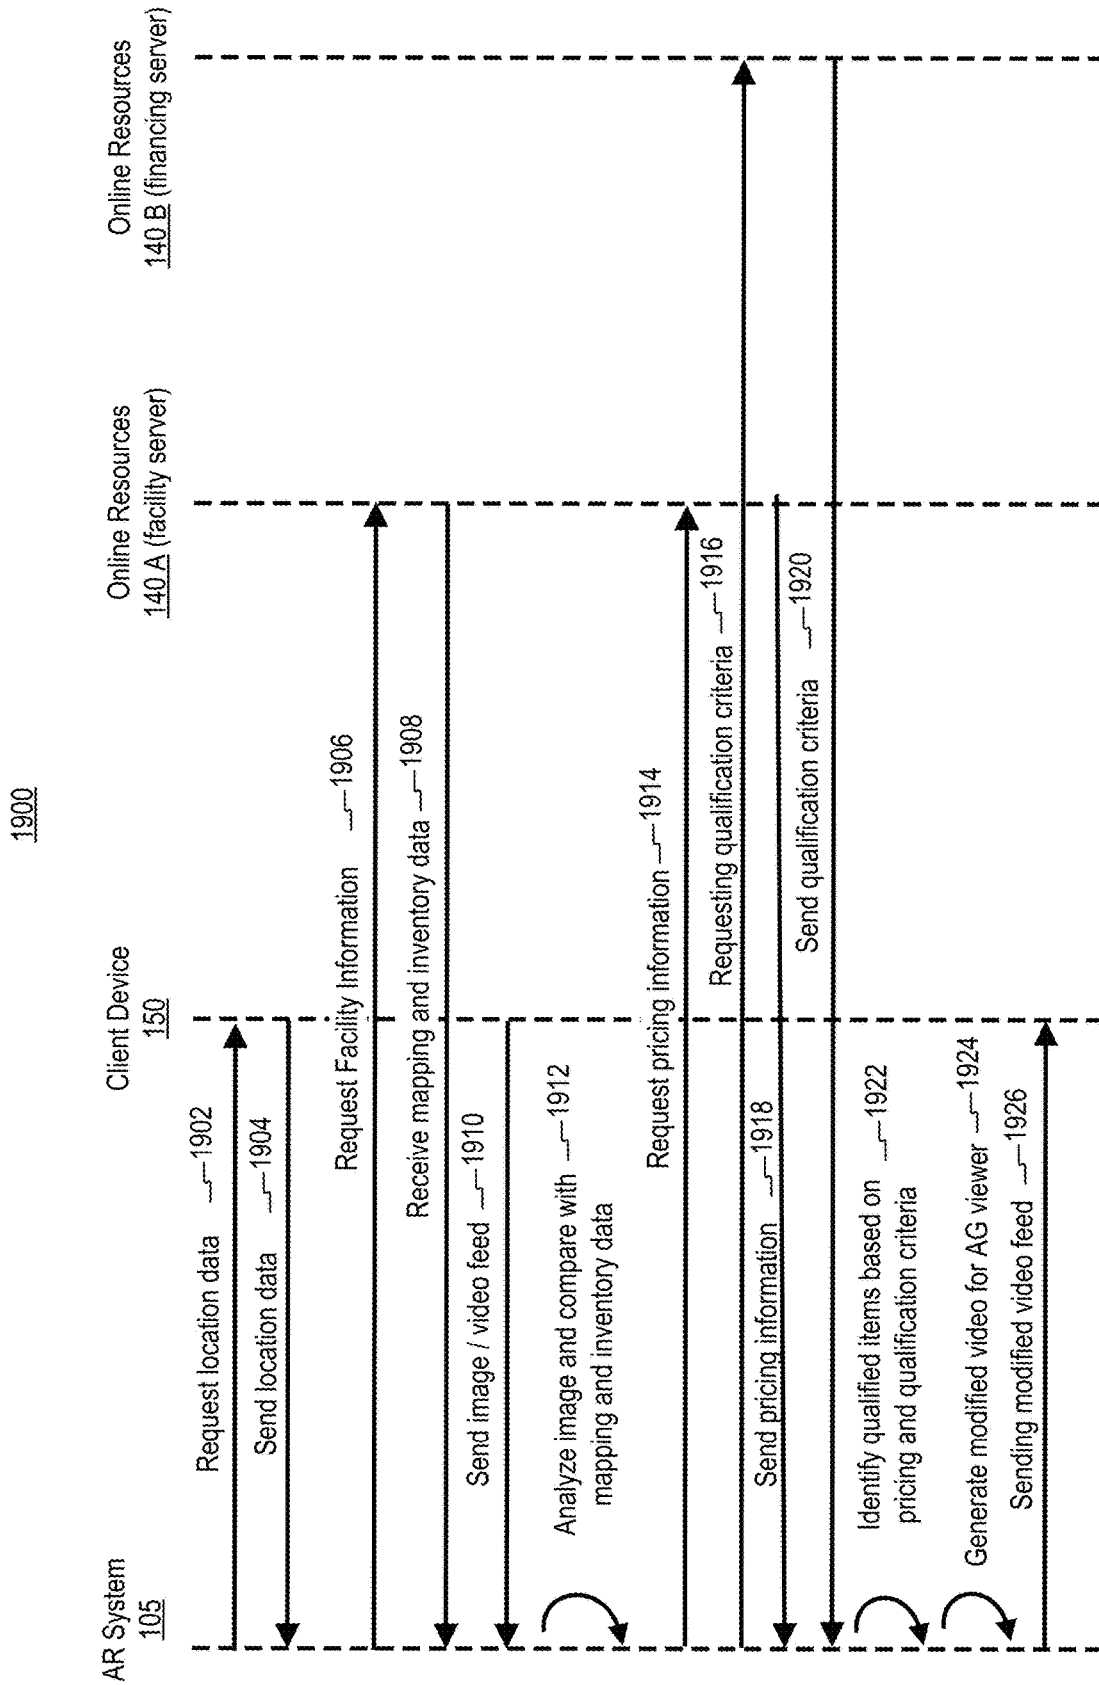 1900
AR System
105
Client Device
150
Online Resources
140 A (facility server)
Online Resources
140 B (financing server)
Request location data 1902
Send location data 1904
Request Facility Information 1906
Receive mapping and inventory data 1908
Send image / video feed 1910
Analyze image and compare with 1912
mapping and inventory data
Request pricing information 1914
Requesting qualification criteria 1916
Send pricing information 1918
Send qualification criteria 1920
Identify qualified items based on 1922
pricing and qualification criteria
Generate modified video for AG viewer 1924
Sending modified video feed 1926